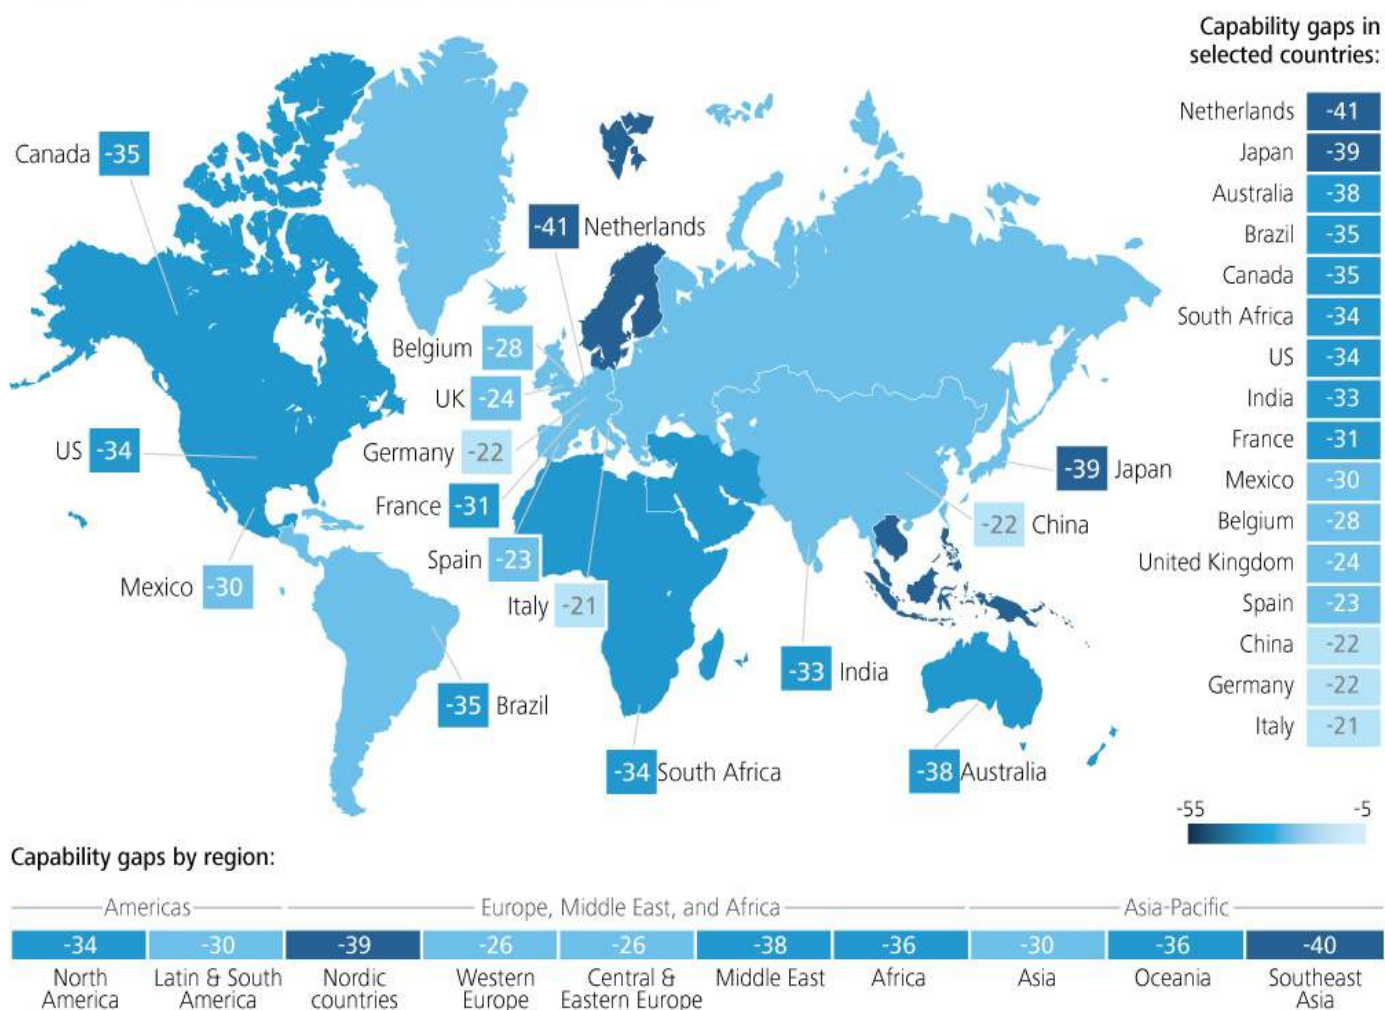 Capability gaps in
selected countries:
Netherlands -41
Japan -39
Australia -38
Brazil -35
Canada -35
South Africa -34
US -34
India -33
France -31
Mexico -30
Belgium -28
United Kingdom -24
Spain -23
China -22
Germany -22
Italy -21
-55 -5
Canada -35
-41 Netherlands
Belgium -28
UK -24
US -34
Germany -22
-39 Japan
France -31
-22 China
Spain -23
Mexico -30
Italy -21
-33 India
-35 Brazil
-34 South Africa
-38 Australia
Capability gaps by region:
Americas Europe, Middle East, and Africa Asia-Pacific
-34 -30 -39 -26 -26 -38 -36 -30 -36 -40
North Latin & South Nordic Western Central & Middle East Africa Asia Oceania Southeast
America America countries Europe Eastern Europe Asia